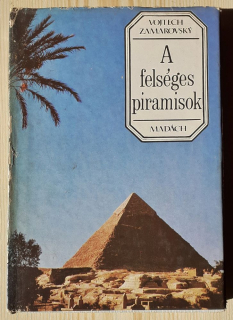 VOJTECH
ZAMAROVSKÝ
A
felséges
piramisok
MADÁCH